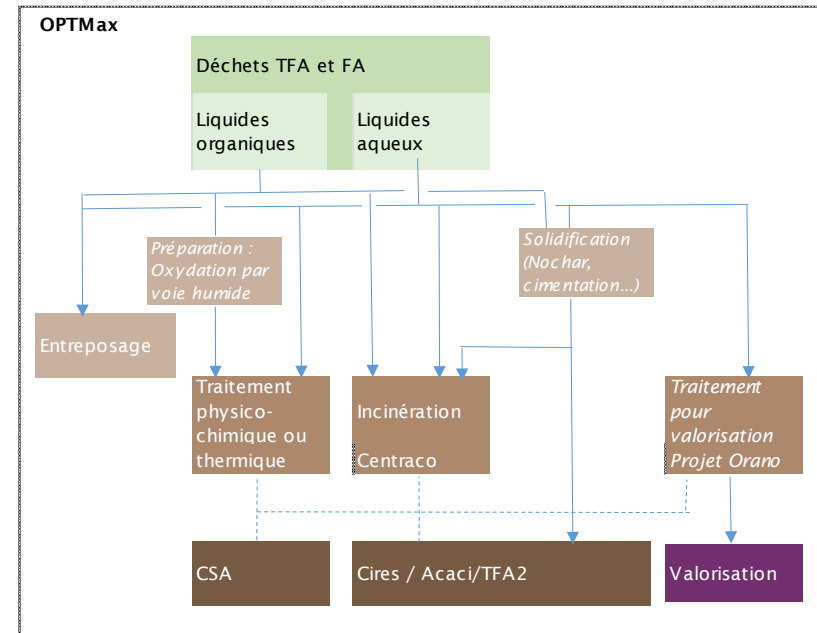 OPTMax
Déchets TFA et FA
Liquides
organiques
Liquides
aqueux
Préparation :
Oxydation par
voie humide
Solidification
(Nochar,
cimentation...)
Entreposage
Traitement
physico-
chimique ou
thermique
Incinération
Centraco
Traitement
pour
valorisation
Projet Orano
CSA
Cires / Acaci/TFA2
Valorisation